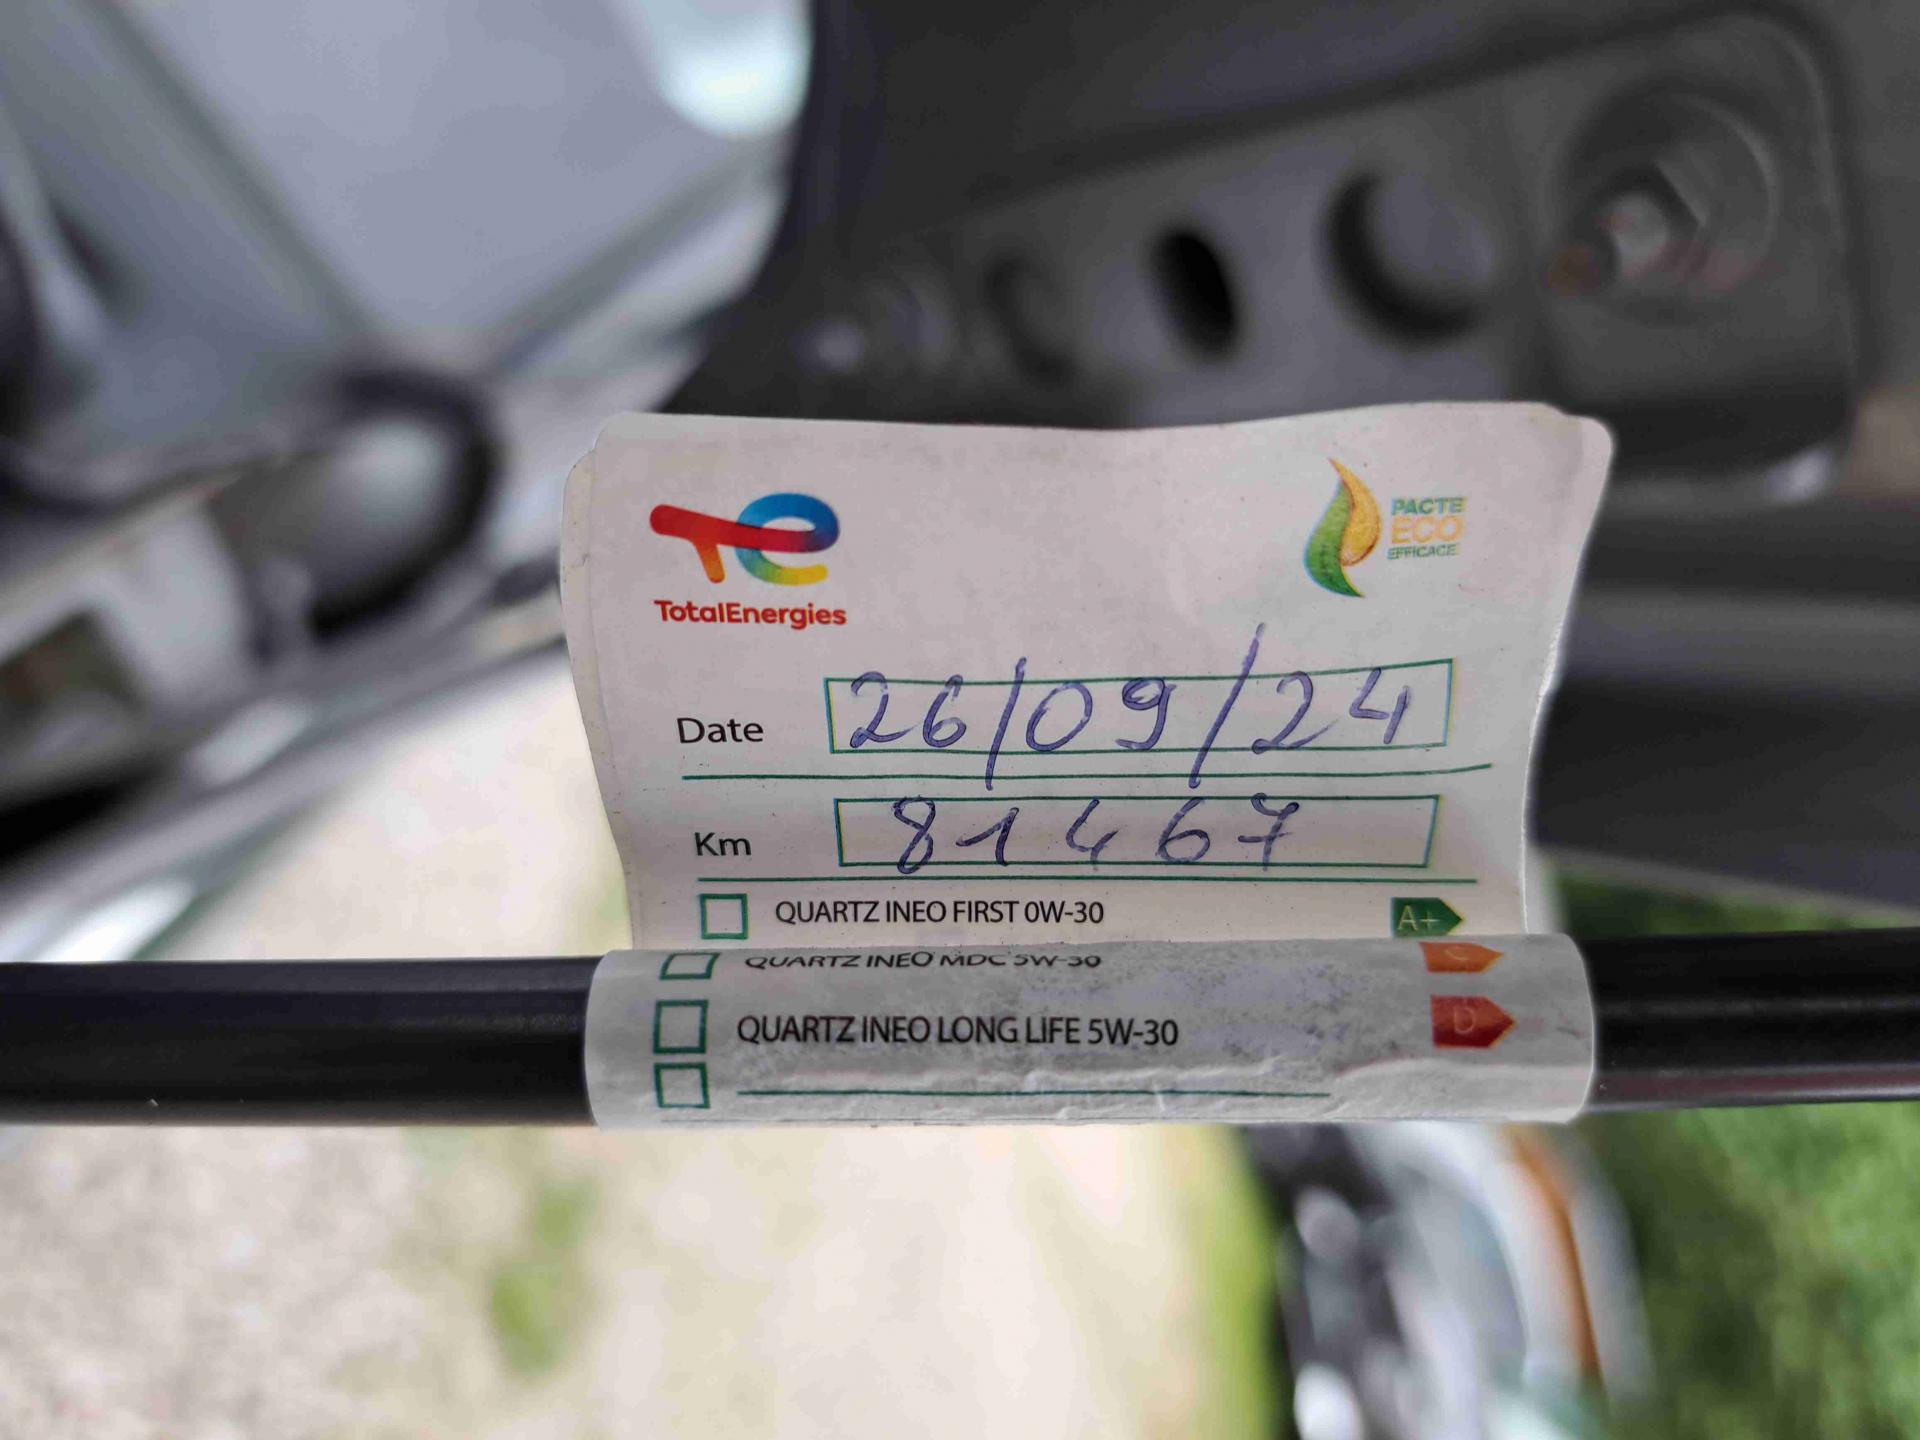 TotalEnergies
PACTE
ECO
EFFICACE
Date 26/09/24
Km 81467
QUARTZ INEO FIRST 0W-30 A+
QUARTZ INEO MDC 5W-30 C
QUARTZ INEO LONG LIFE 5W-30 D